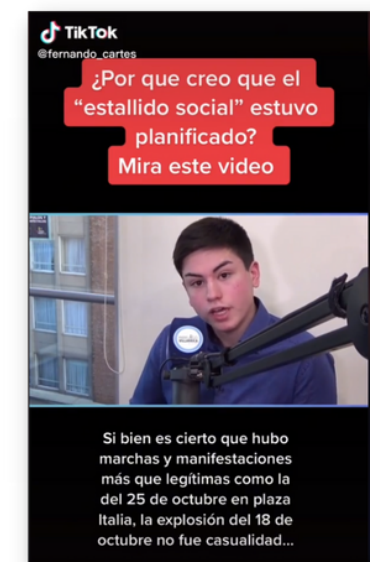 TikTok
@fernando_cartes
¿Por que creo que el
“estallido social” estuvo
planificado?
Mira este video
Si bien es cierto que hubo
marchas y manifestaciones
más que legítimas como la
del 25 de octubre en plaza
Italia, la explosión del 18 de
octubre no fue casualidad...